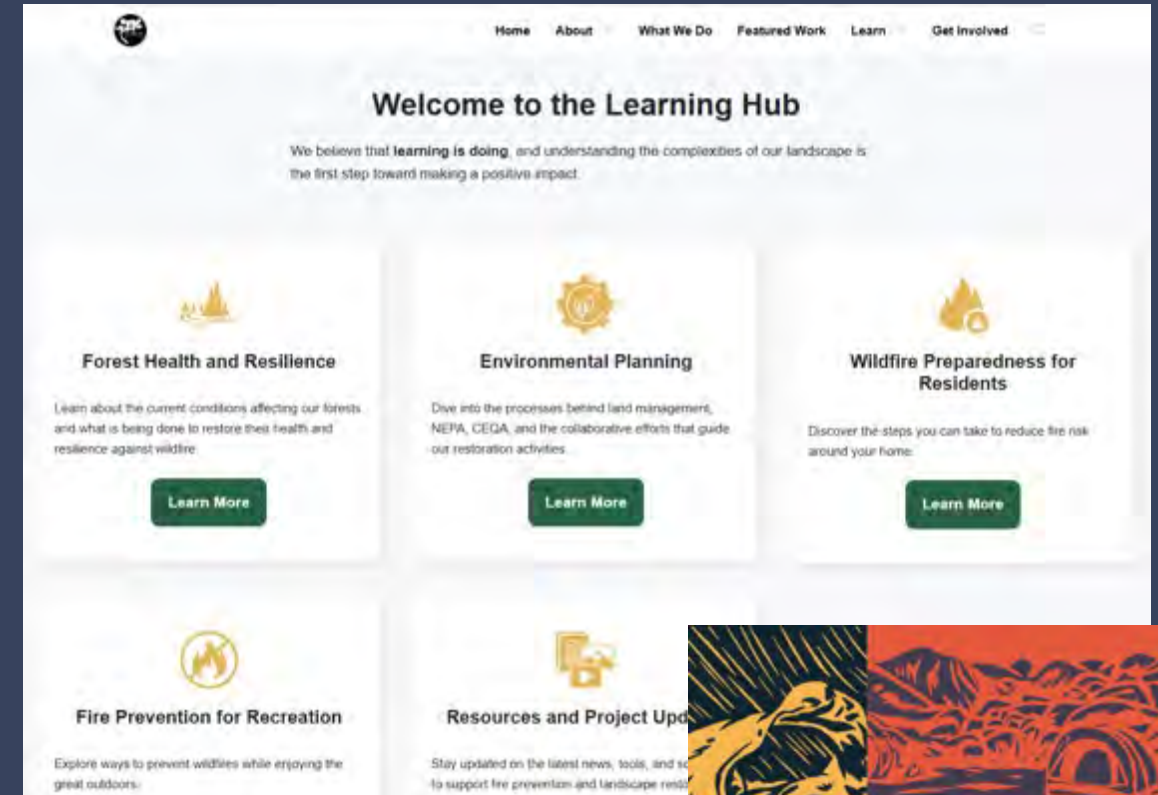 Home About What We Do Featured Work Learn Get Involved
Welcome to the Learning Hub
We believe that learning is doing, and understanding the complexities of our landscape is
the first step toward making a positive impact.
Forest Health and Resilience
Learn about the current conditions affecting our forests
and what is being done to restore their health and
resilience against wildfire.
Learn More
Environmental Planning
Dive into the processes behind land management,
NEPA, CEQA, and the collaborative efforts that guide
our restoration activities.
Learn More
Wildfire Preparedness for
Residents
Discover the steps you can take to reduce fire risk
around your home.
Learn More
Fire Prevention for Recreation
Explore ways to prevent wildfires while enjoying the
great outdoors.
Resources and Project Upd
Stay updated on the latest news, tools, and
to support fire prevention and landscape